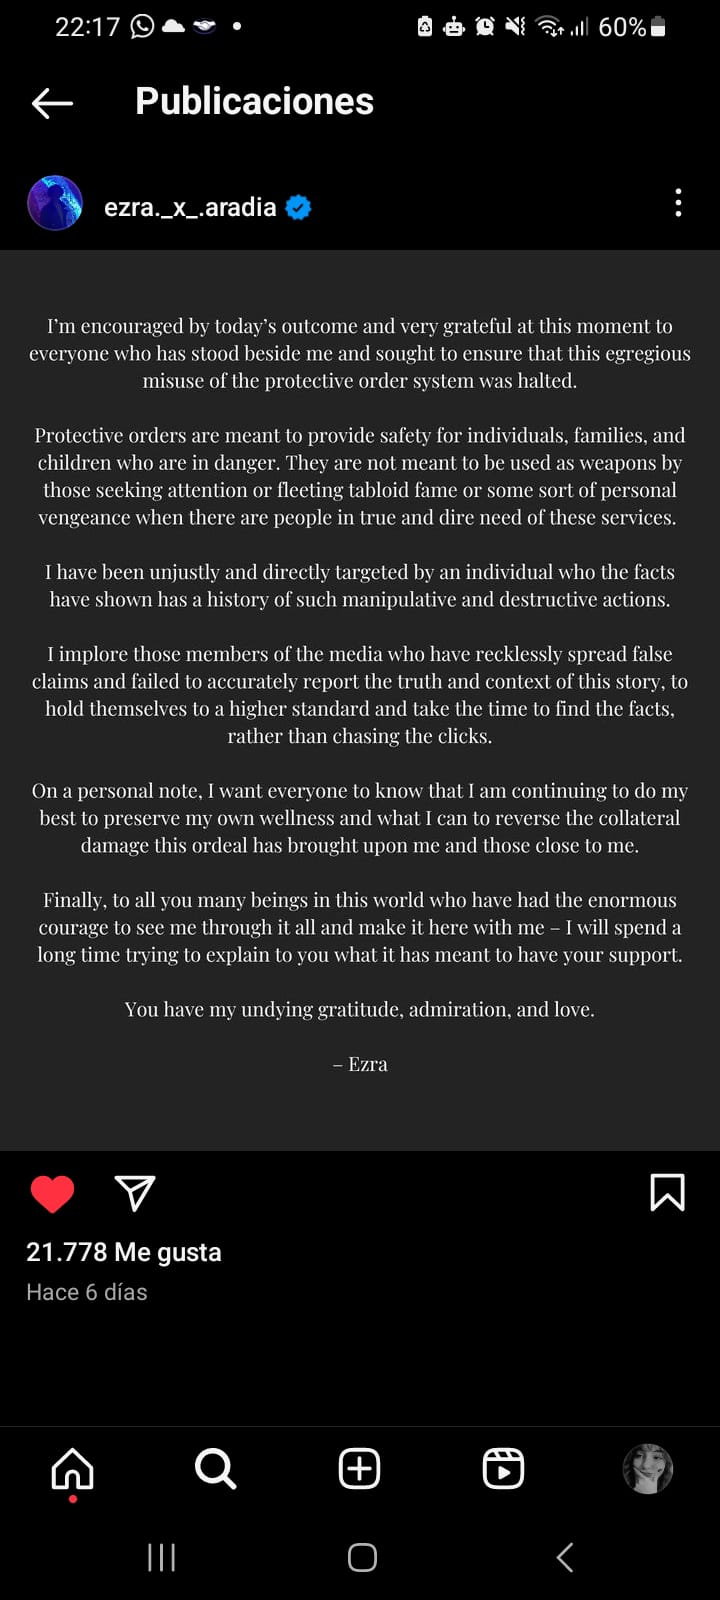 22:17 60%
Publicaciones
ezra._x_.aradia
I’m encouraged by today’s outcome and very grateful at this moment to
everyone who has stood beside me and sought to ensure that this egregious
misuse of the protective order system was halted.
Protective orders are meant to provide safety for individuals, families, and
children who are in danger. They are not meant to be used as weapons by
those seeking attention or fleeting tabloid fame or some sort of personal
vengeance when there are people in true and dire need of these services.
I have been unjustly and directly targeted by an individual who the facts
have shown has a history of such manipulative and destructive actions.
I implore those members of the media who have recklessly spread false
claims and failed to accurately report the truth and context of this story, to
hold themselves to a higher standard and take the time to find the facts,
rather than chasing the clicks.
On a personal note, I want everyone to know that I am continuing to do my
best to preserve my own wellness and what I can to reverse the collateral
damage this ordeal has brought upon me and those close to me.
Finally, to all you many beings in this world who have had the enormous
courage to see me through it all and make it here with me – I will spend a
long time trying to explain to you what it has meant to have your support.
You have my undying gratitude, admiration, and love.
– Ezra
21.778 Me gusta
Hace 6 días